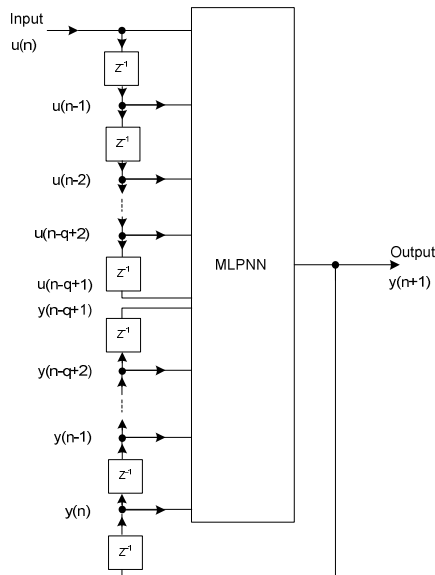 Input
u(n)
Z⁻¹
u(n-1)
Z⁻¹
u(n-2)
u(n-q+2)
Z⁻¹
u(n-q+1)
MLPNN
Output
y(n+1)
y(n-q+1)
Z⁻¹
y(n-q+2)
y(n-1)
Z⁻¹
y(n)
Z⁻¹